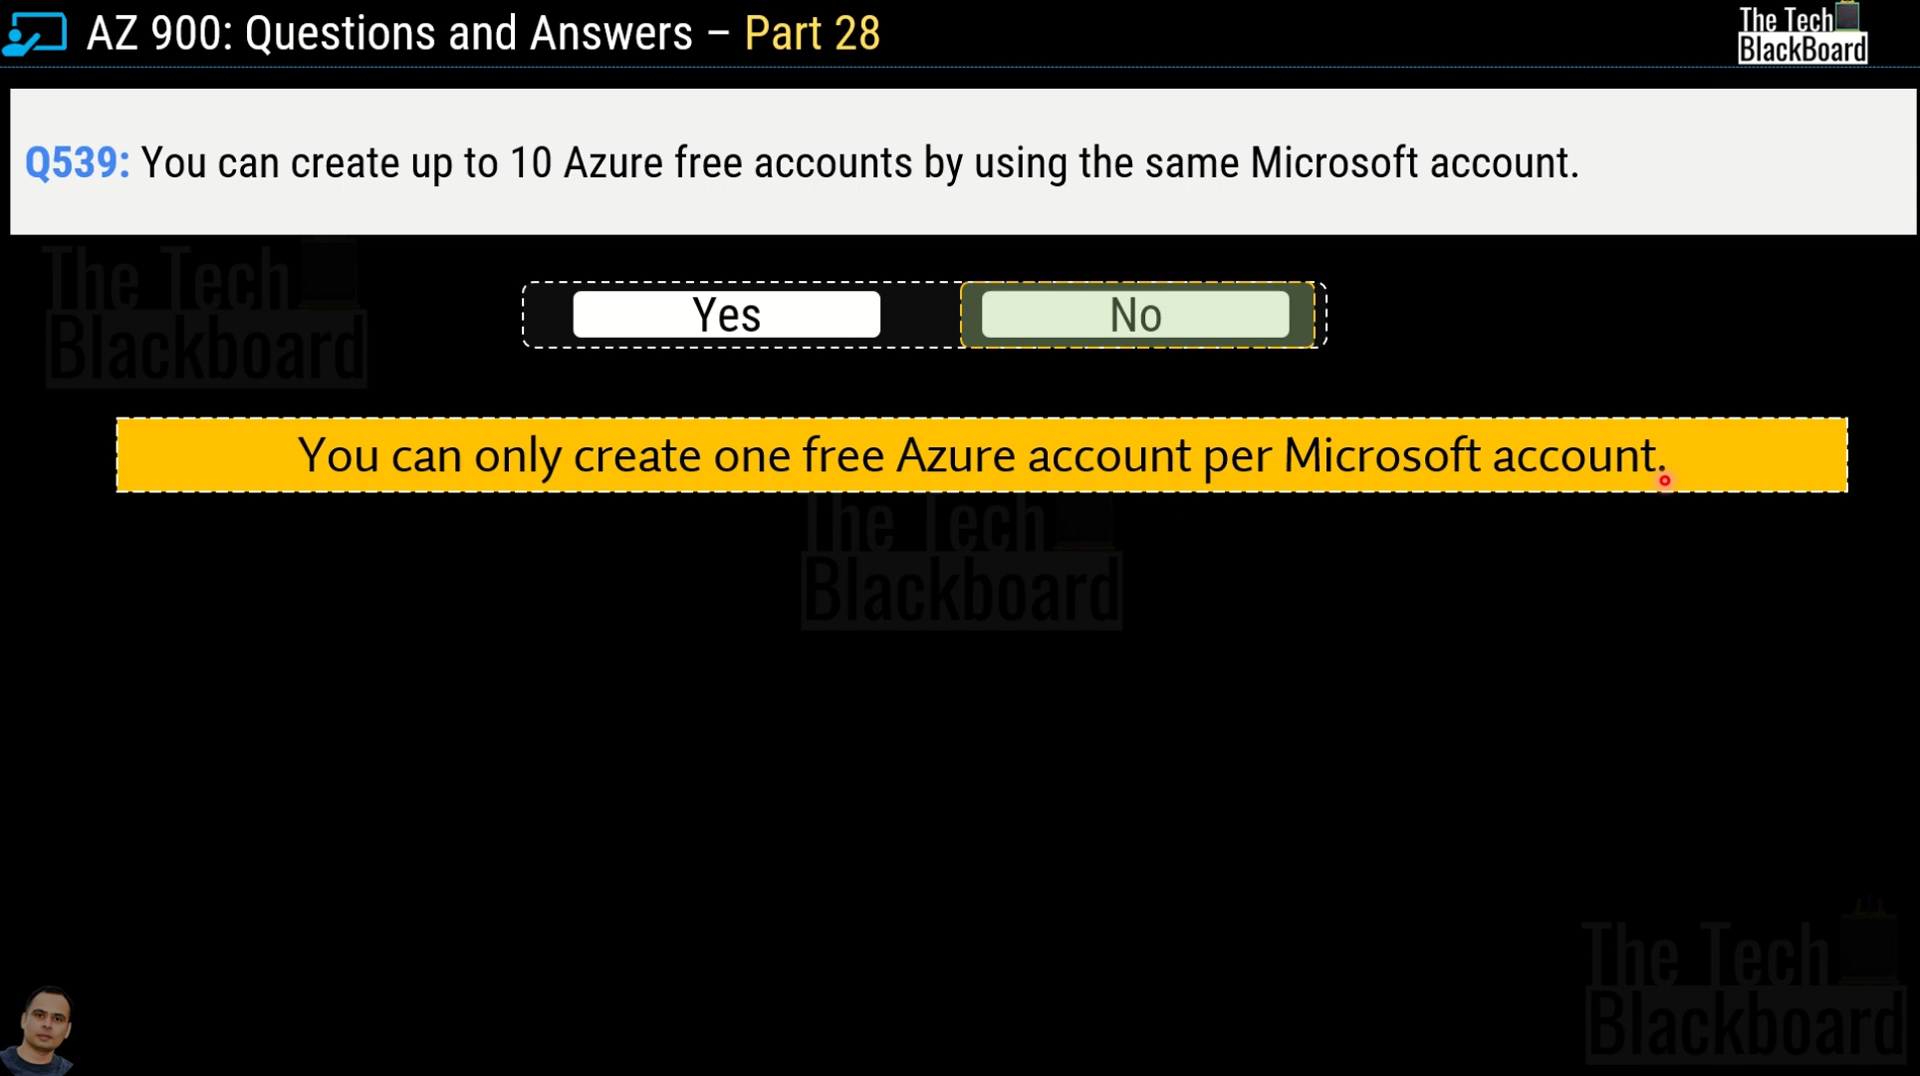 AZ 900: Questions and Answers – Part 28
The Tech
BlackBoard
Q539: You can create up to 10 Azure free accounts by using the same Microsoft account.
The Tech
Blackboard
Yes No
You can only create one free Azure account per Microsoft account.
The Tech
Blackboard
The Tech
Blackboard